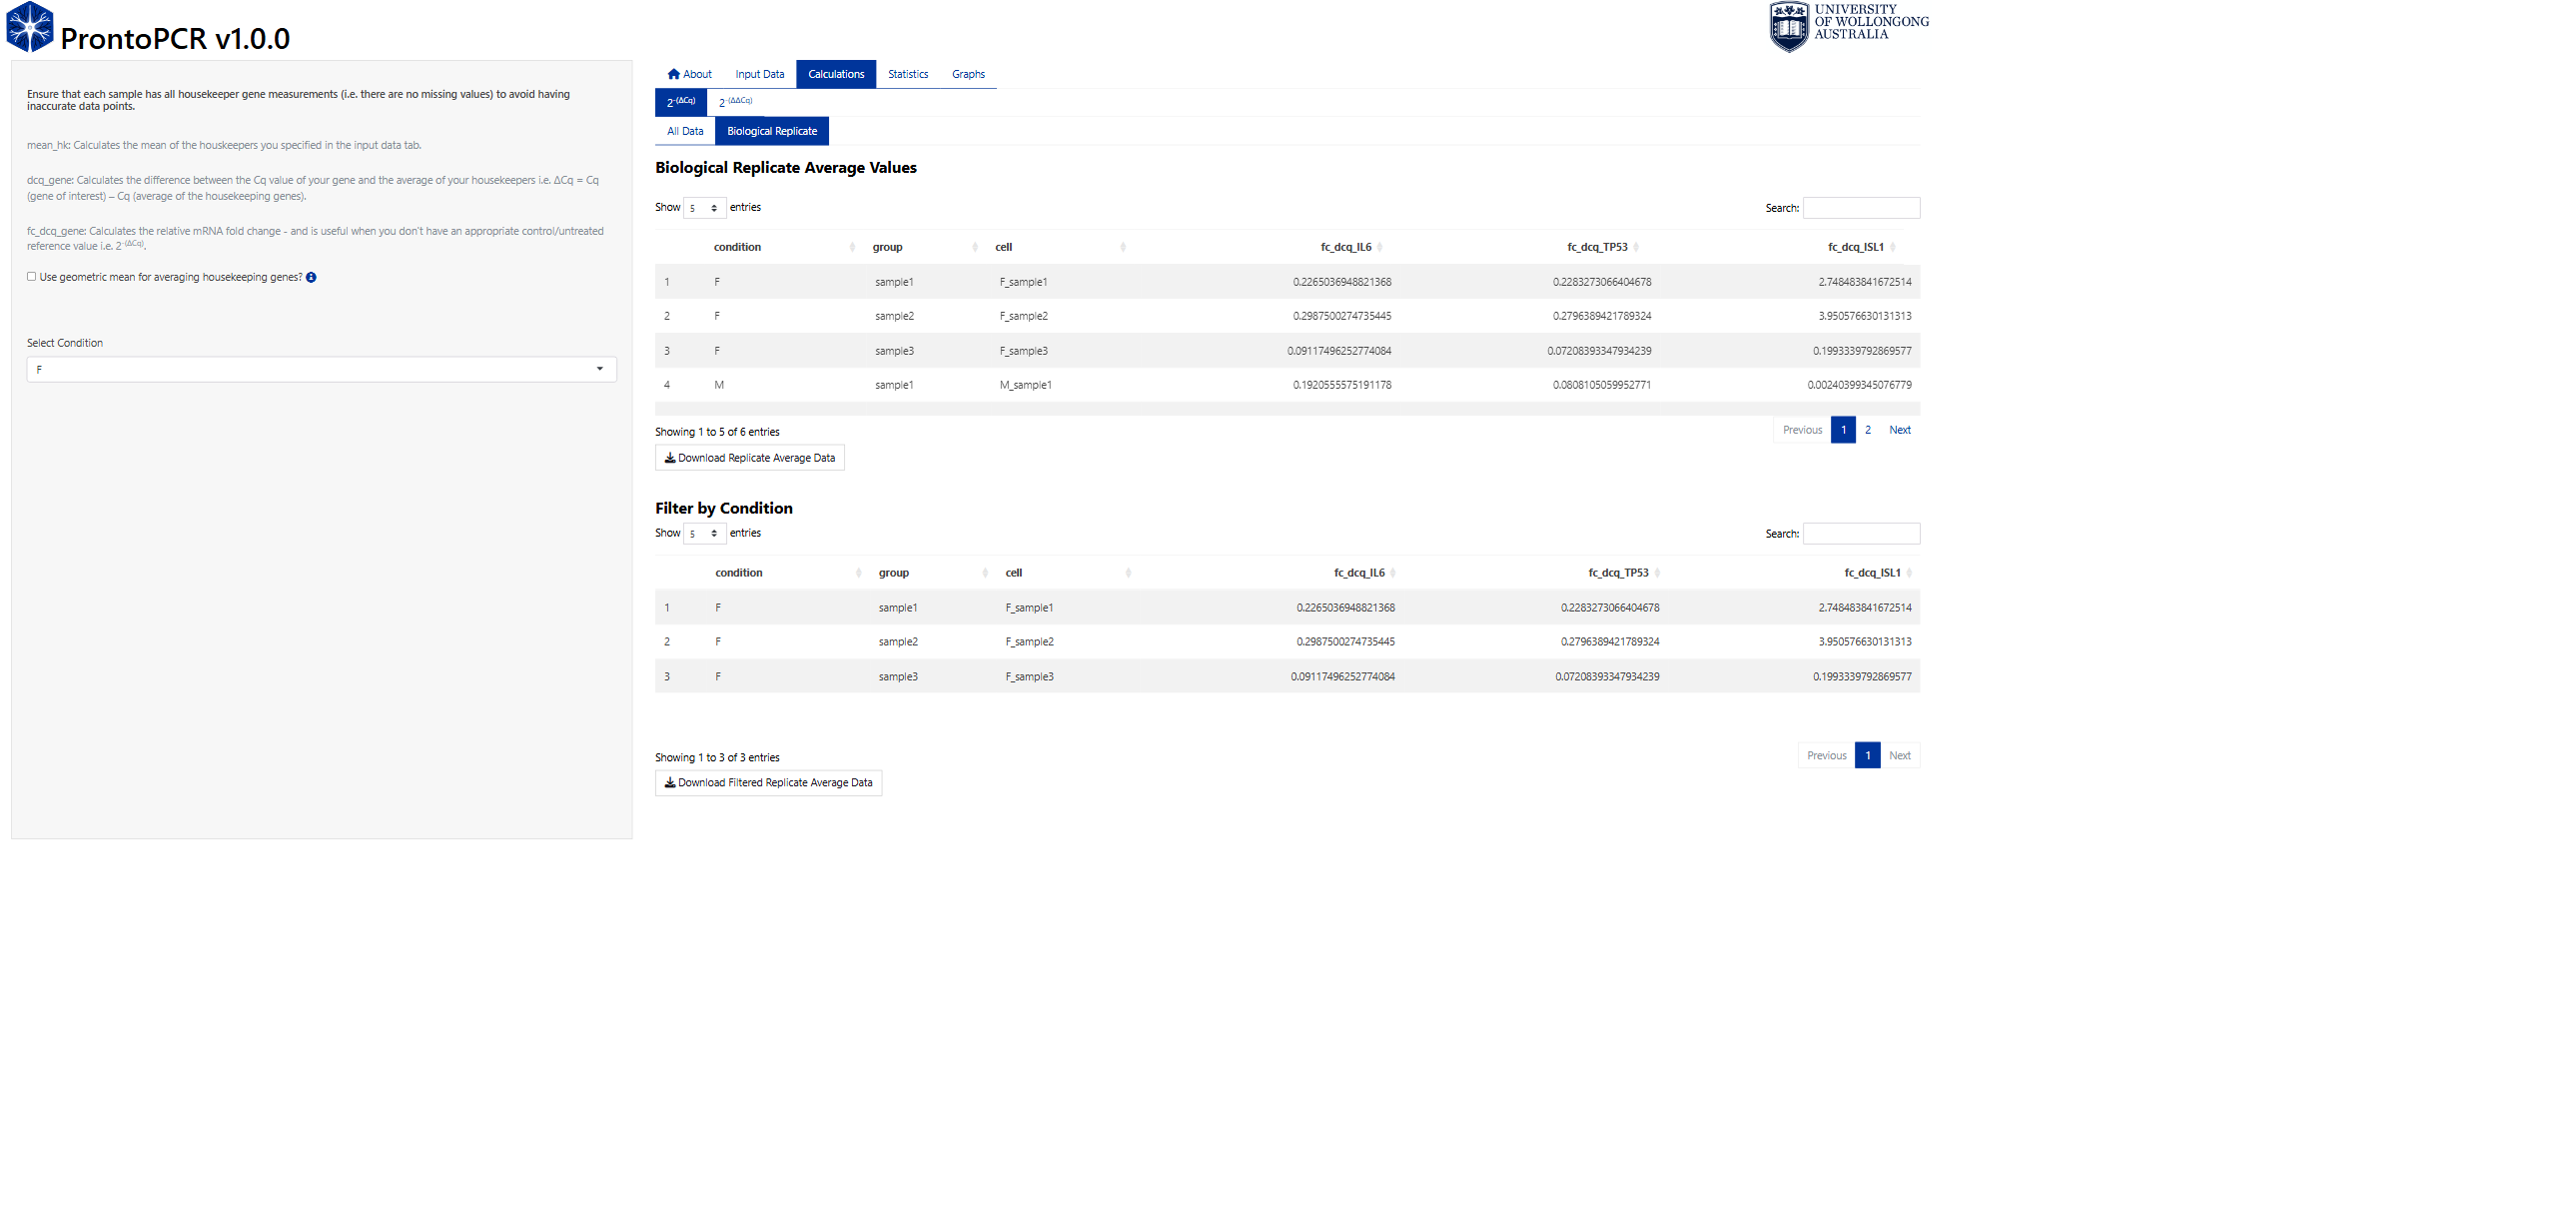 ProntoPCR v1.0.0
UNIVERSITY
OF WOLLONGONG
AUSTRALIA
Ensure that each sample has all housekeeper gene measurements (i.e. there are no missing values) to avoid having
inaccurate data points.
mean_hk: Calculates the mean of the houskeepers you specified in the input data tab.
dcq_gene: Calculates the difference between the Cq value of your gene and the average of your housekeepers i.e. ΔCq = Cq
(gene of interest) – Cq (average of the housekeeping genes).
fc_dcq_gene: Calculates the relative mRNA fold change - and is useful when you don't have an appropriate control/untreated
reference value i.e. 2-(ΔCq).
Use geometric mean for averaging housekeeping genes?
Select Condition
F
About Input Data Calculations Statistics Graphs
2-(ΔCq) 2-(ΔΔCq)
All Data Biological Replicate
Biological Replicate Average Values
Show 5 entries Search:
condition group cell fc_dcq_IL6 fc_dcq_TP53 fc_dcq_ISL1
1 F sample1 F_sample1 0.2265036948821368 0.2283273066404678 2.748483841672514
2 F sample2 F_sample2 0.2987500274735445 0.2796389421789324 3.950576630131313
3 F sample3 F_sample3 0.09117496252774084 0.07208393347934239 0.1993339792869577
4 M sample1 M_sample1 0.1920555575191178 0.0808105059952771 0.00240399345076779
Showing 1 to 5 of 6 entries Previous 1 2 Next
Download Replicate Average Data
Filter by Condition
Show 5 entries Search:
condition group cell fc_dcq_IL6 fc_dcq_TP53 fc_dcq_ISL1
1 F sample1 F_sample1 0.2265036948821368 0.2283273066404678 2.748483841672514
2 F sample2 F_sample2 0.2987500274735445 0.2796389421789324 3.950576630131313
3 F sample3 F_sample3 0.09117496252774084 0.07208393347934239 0.1993339792869577
Showing 1 to 3 of 3 entries Previous 1 Next
Download Filtered Replicate Average Data